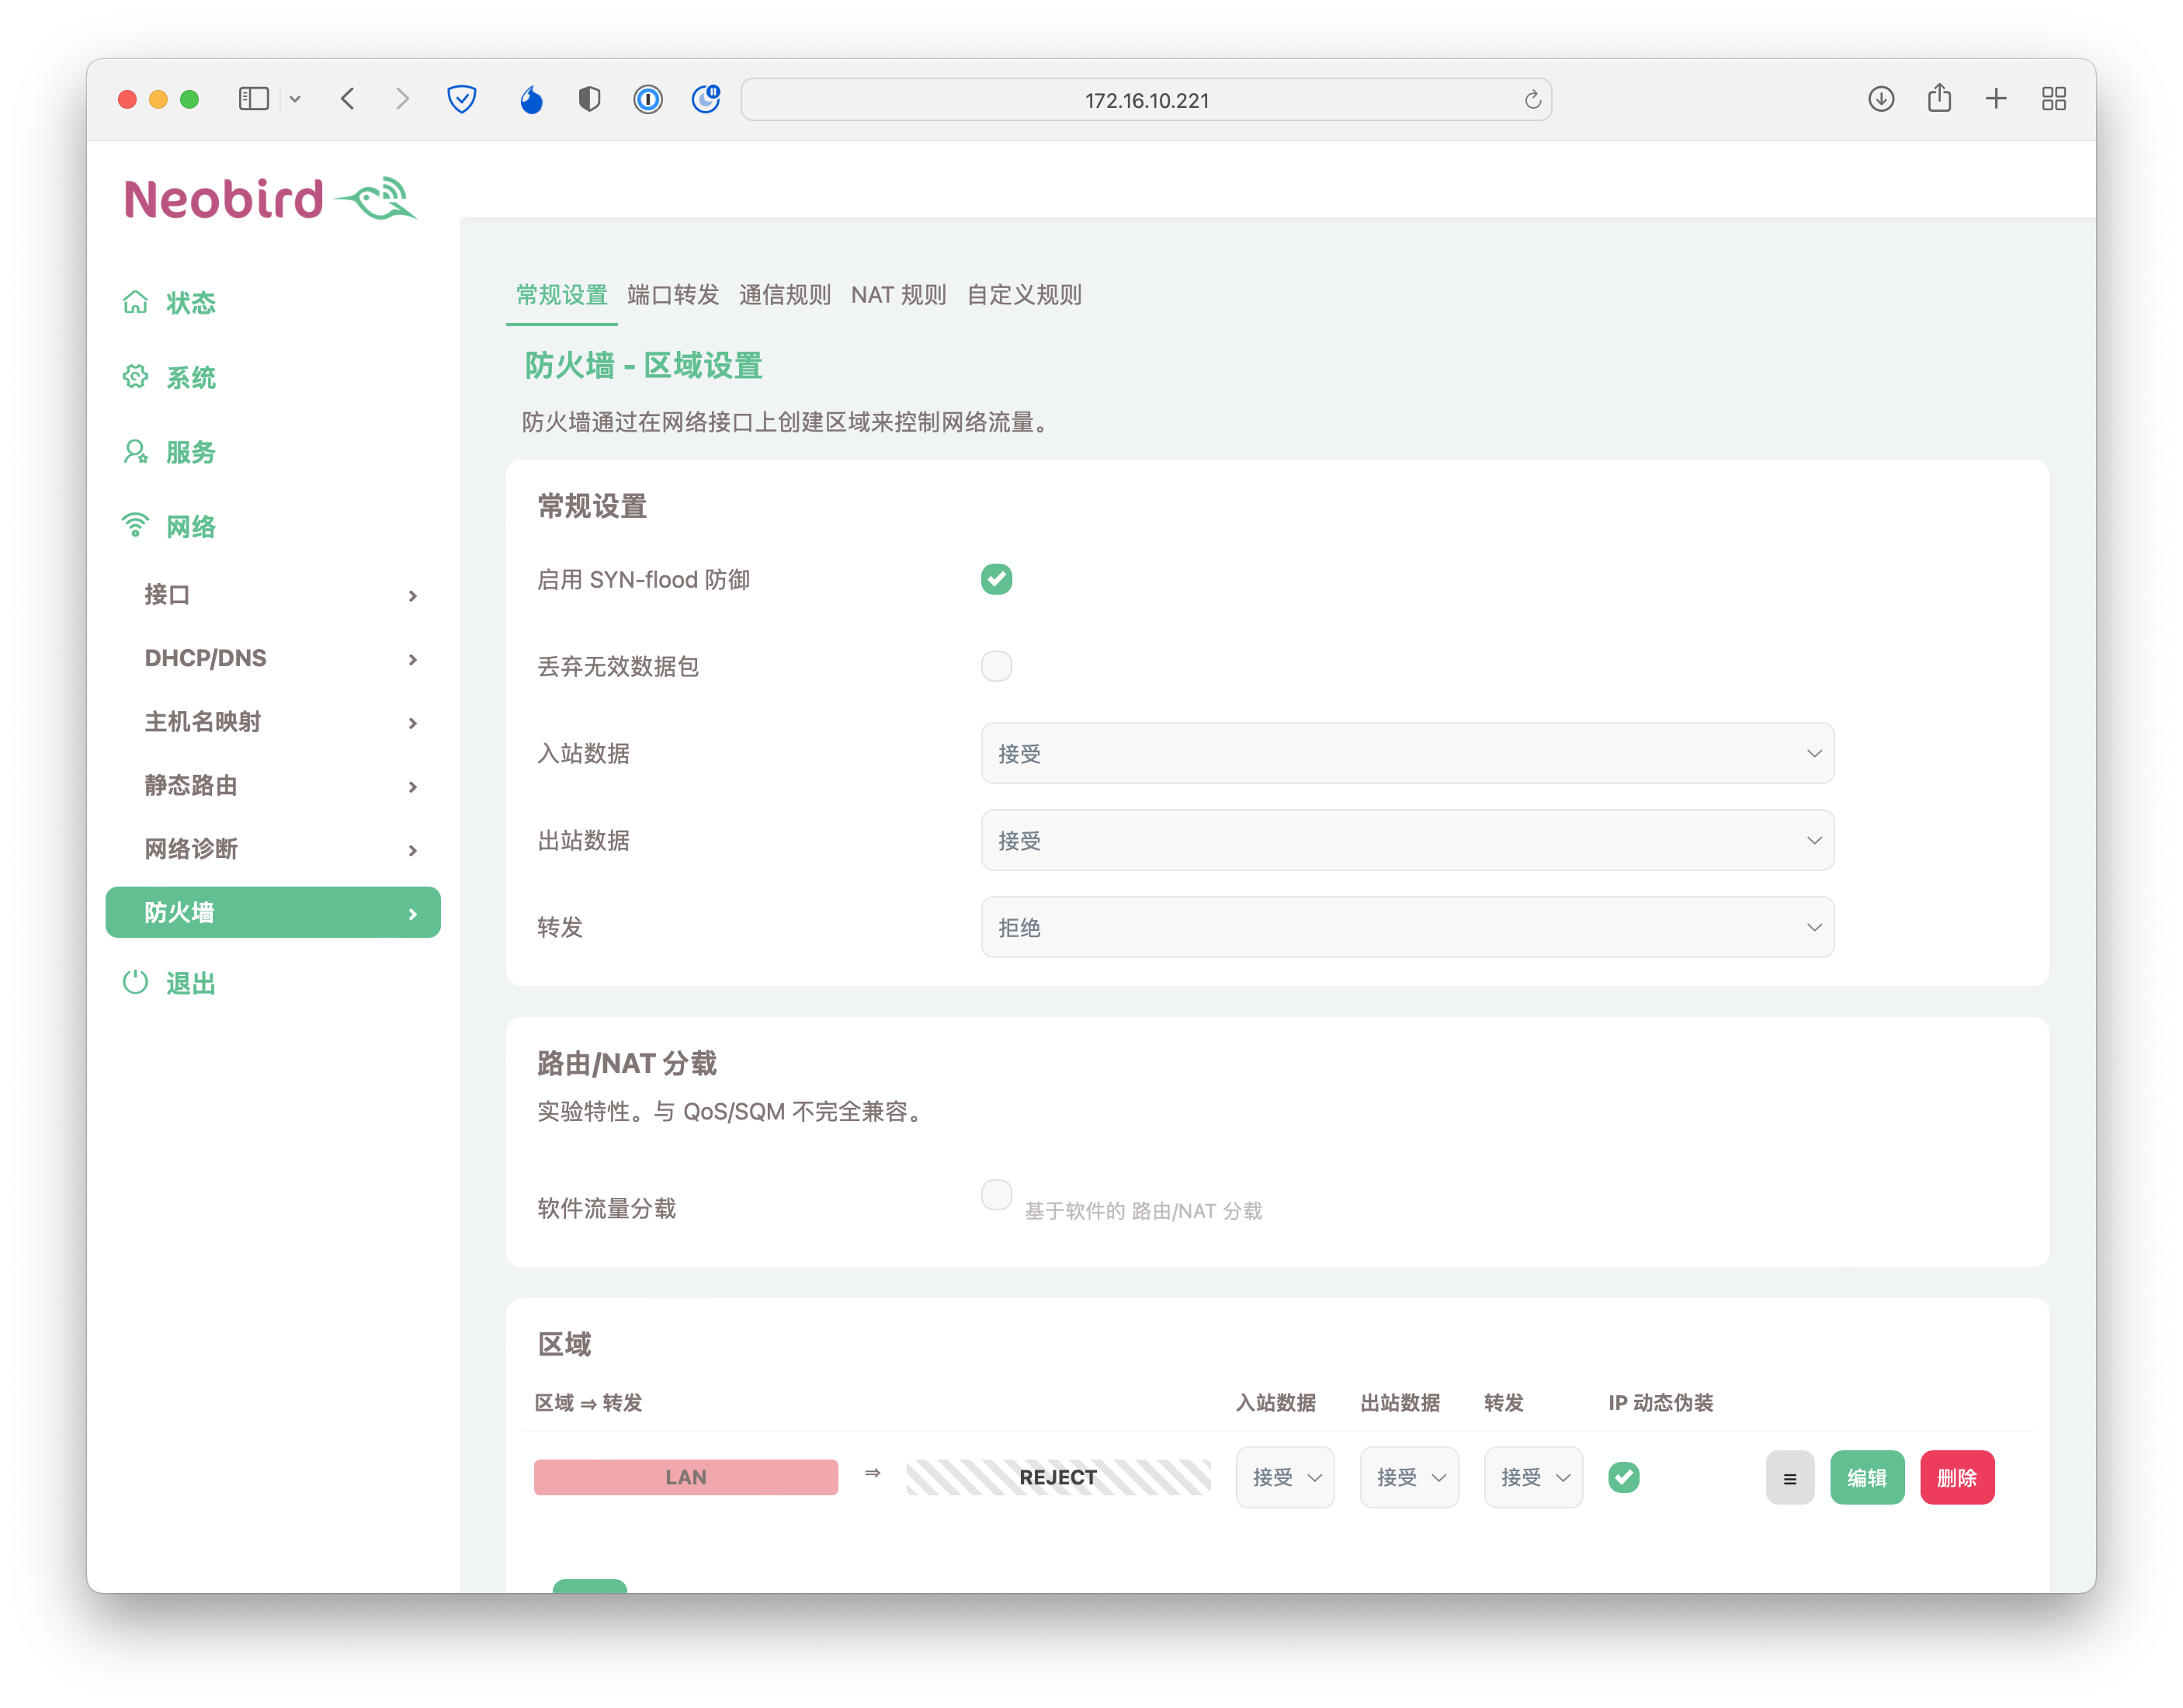 172.16.10.221
Neobird
状态
系统
服务
网络
接口
DHCP/DNS
主机名映射
静态路由
网络诊断
防火墙
退出
常规设置 端口转发 通信规则 NAT 规则 自定义规则
防火墙 - 区域设置
防火墙通过在网络接口上创建区域来控制网络流量。
常规设置
启用 SYN-flood 防御
丢弃无效数据包
入站数据 接受
出站数据 接受
转发 拒绝
路由/NAT 分载
实验特性。与 QoS/SQM 不完全兼容。
软件流量分载 基于软件的 路由/NAT 分载
区域
区域 ⇒ 转发 入站数据 出站数据 转发 IP 动态伪装
LAN ⇒ REJECT 接受 接受 接受 编辑 删除